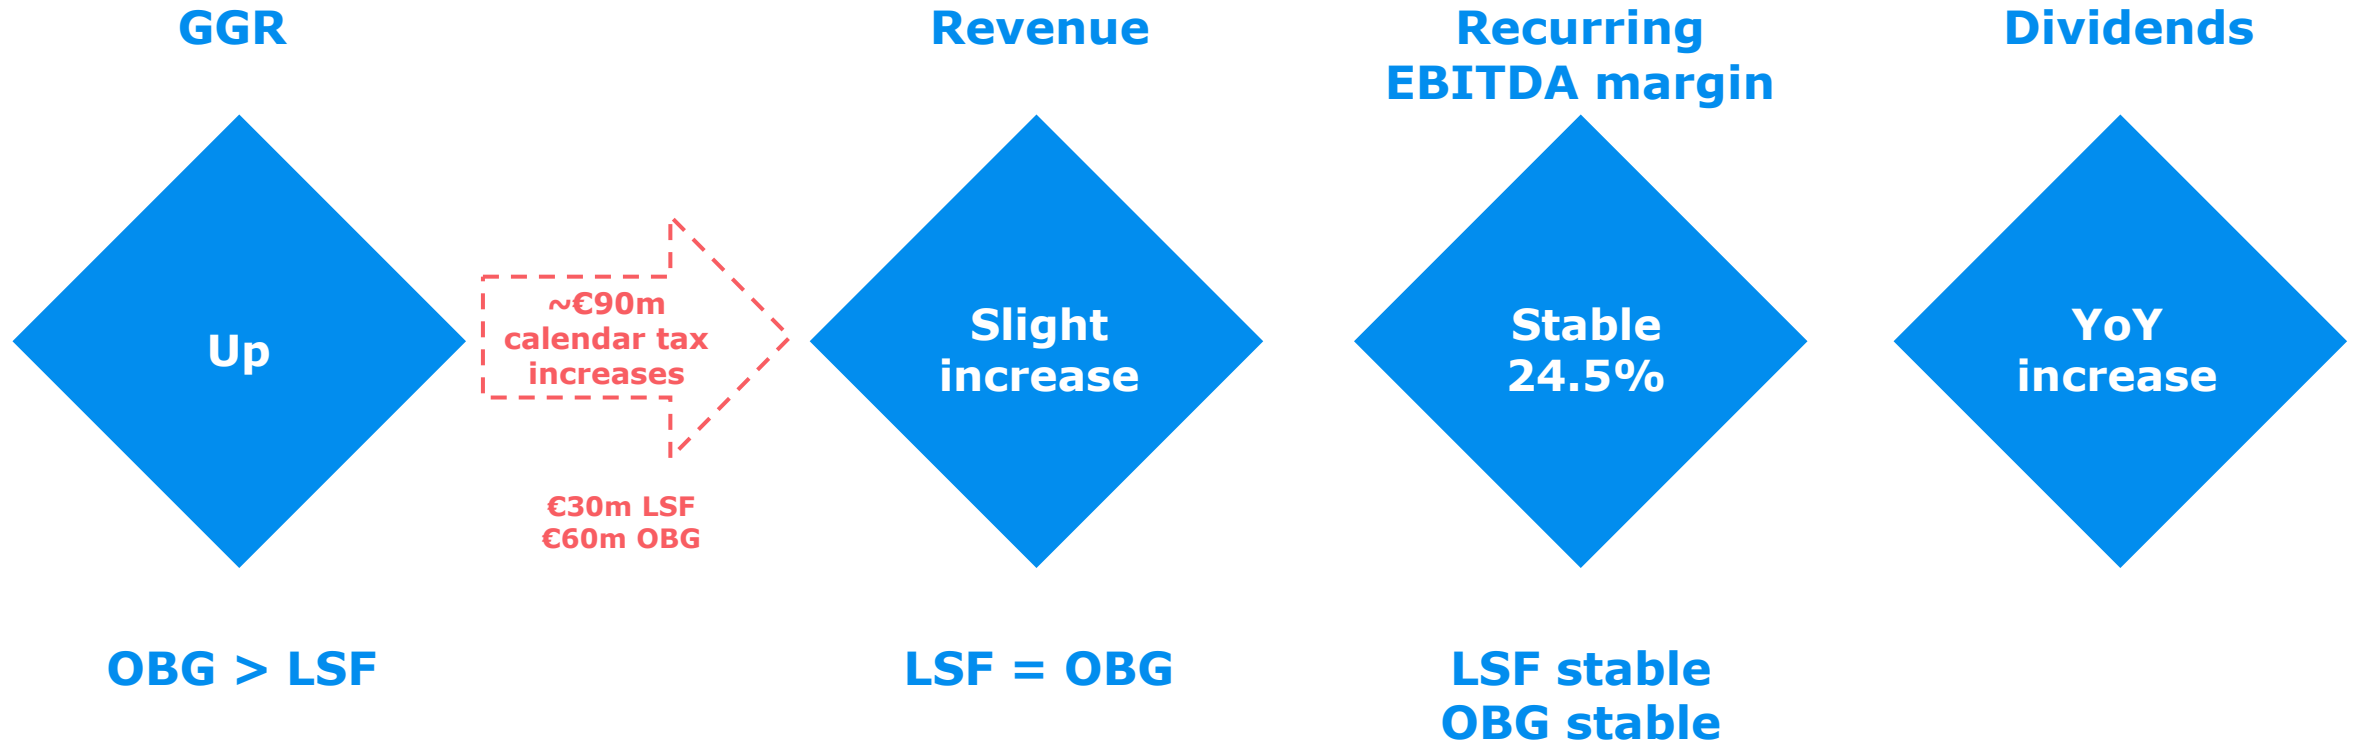 GGR
Up
OBG > LSF
~€90m
calendar tax
increases
€30m LSF
€60m OBG
Revenue
Slight
increase
LSF = OBG
Recurring
EBITDA margin
Stable
24.5%
LSF stable
OBG stable
Dividends
YoY
increase